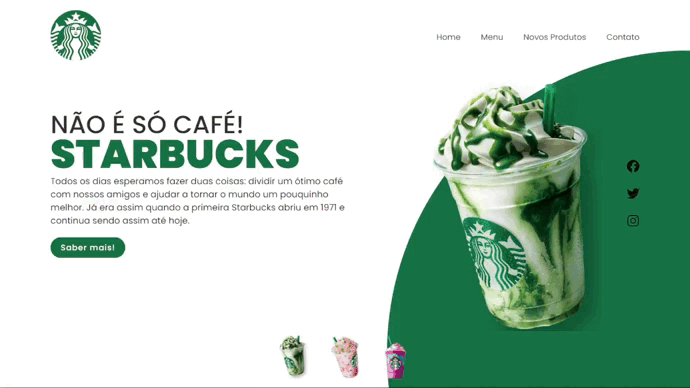 Home Menu Novos Produtos Contato
NÃO É SÓ CAFÉ!
STARBUCKS
Todos os dias esperamos fazer duas coisas: dividir um ótimo café
com nossos amigos e ajudar a tornar o mundo um pouquinho
melhor. Já era assim quando a primeira Starbucks abriu em 1971 e
continua sendo assim até hoje.
Saber mais!